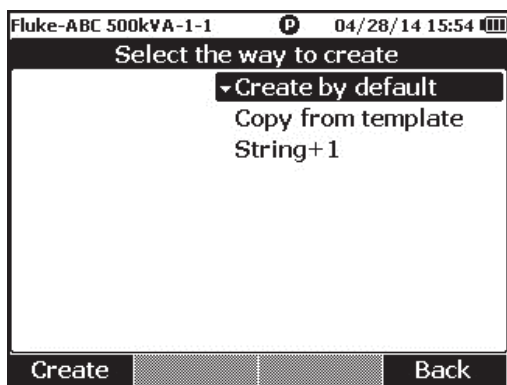 Fluke-ABC 500kVA-1-1 P 04/28/14 15:54
Select the way to create
Create by default
Copy from template
String+1
Create Back